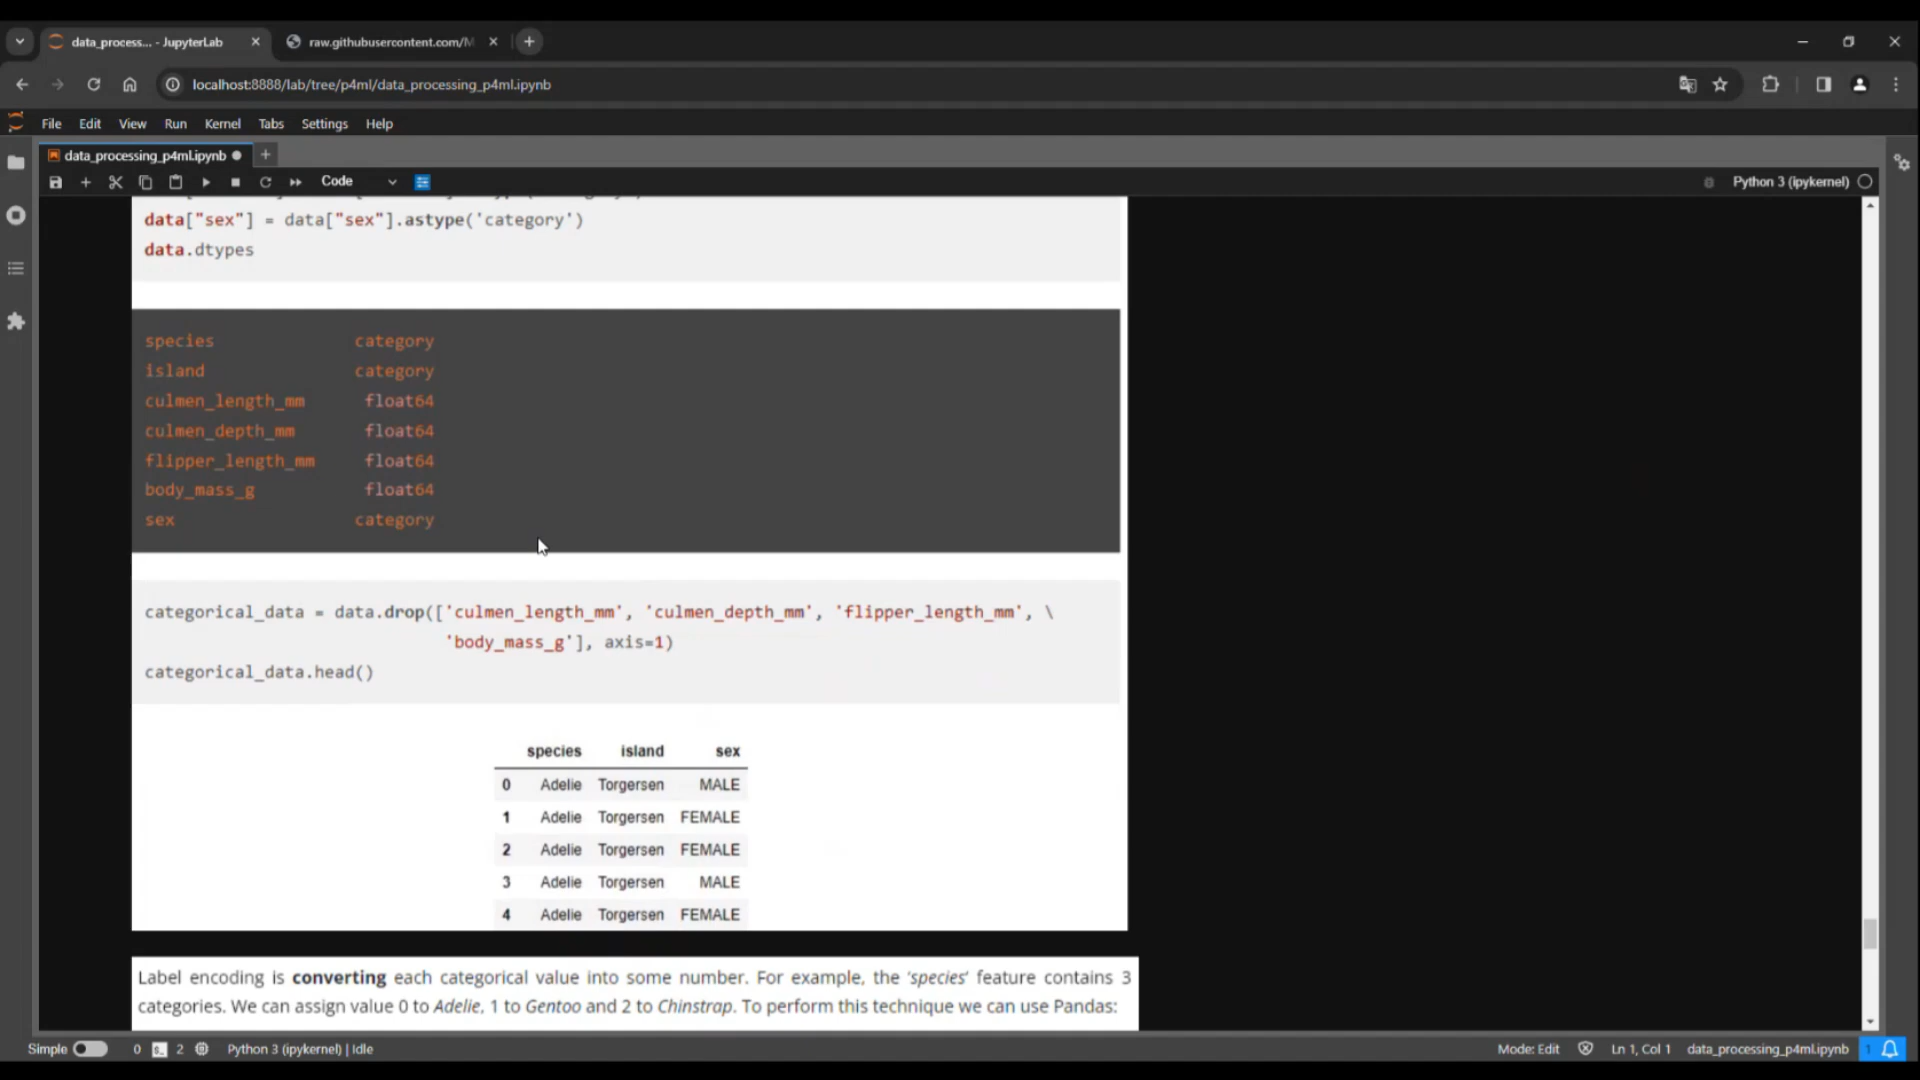 data_process... - JupyterLab
raw.githubusercontent.com/M
localhost:8888/lab/tree/p4ml/data_processing_p4ml.ipynb
File Edit View Run Kernel Tabs Settings Help
data_processing_p4ml.ipynb
Code
Python 3 (ipykernel)
data["sex"] = data["sex"].astype('category')
data.dtypes
species category
island category
culmen_length_mm float64
culmen_depth_mm float64
flipper_length_mm float64
body_mass_g float64
sex category
categorical_data = data.drop(['culmen_length_mm', 'culmen_depth_mm', 'flipper_length_mm', \
'body_mass_g'], axis=1)
categorical_data.head()
species island sex
0 Adelie Torgersen MALE
1 Adelie Torgersen FEMALE
2 Adelie Torgersen FEMALE
3 Adelie Torgersen MALE
4 Adelie Torgersen FEMALE
Label encoding is converting each categorical value into some number. For example, the 'species' feature contains 3
categories. We can assign value 0 to Adelie, 1 to Gentoo and 2 to Chinstrap. To perform this technique we can use Pandas:
Simple 0 2 Python 3 (ipykernel) | Idle Mode: Edit Ln 1, Col 1 data_processing_p4ml.ipynb 1